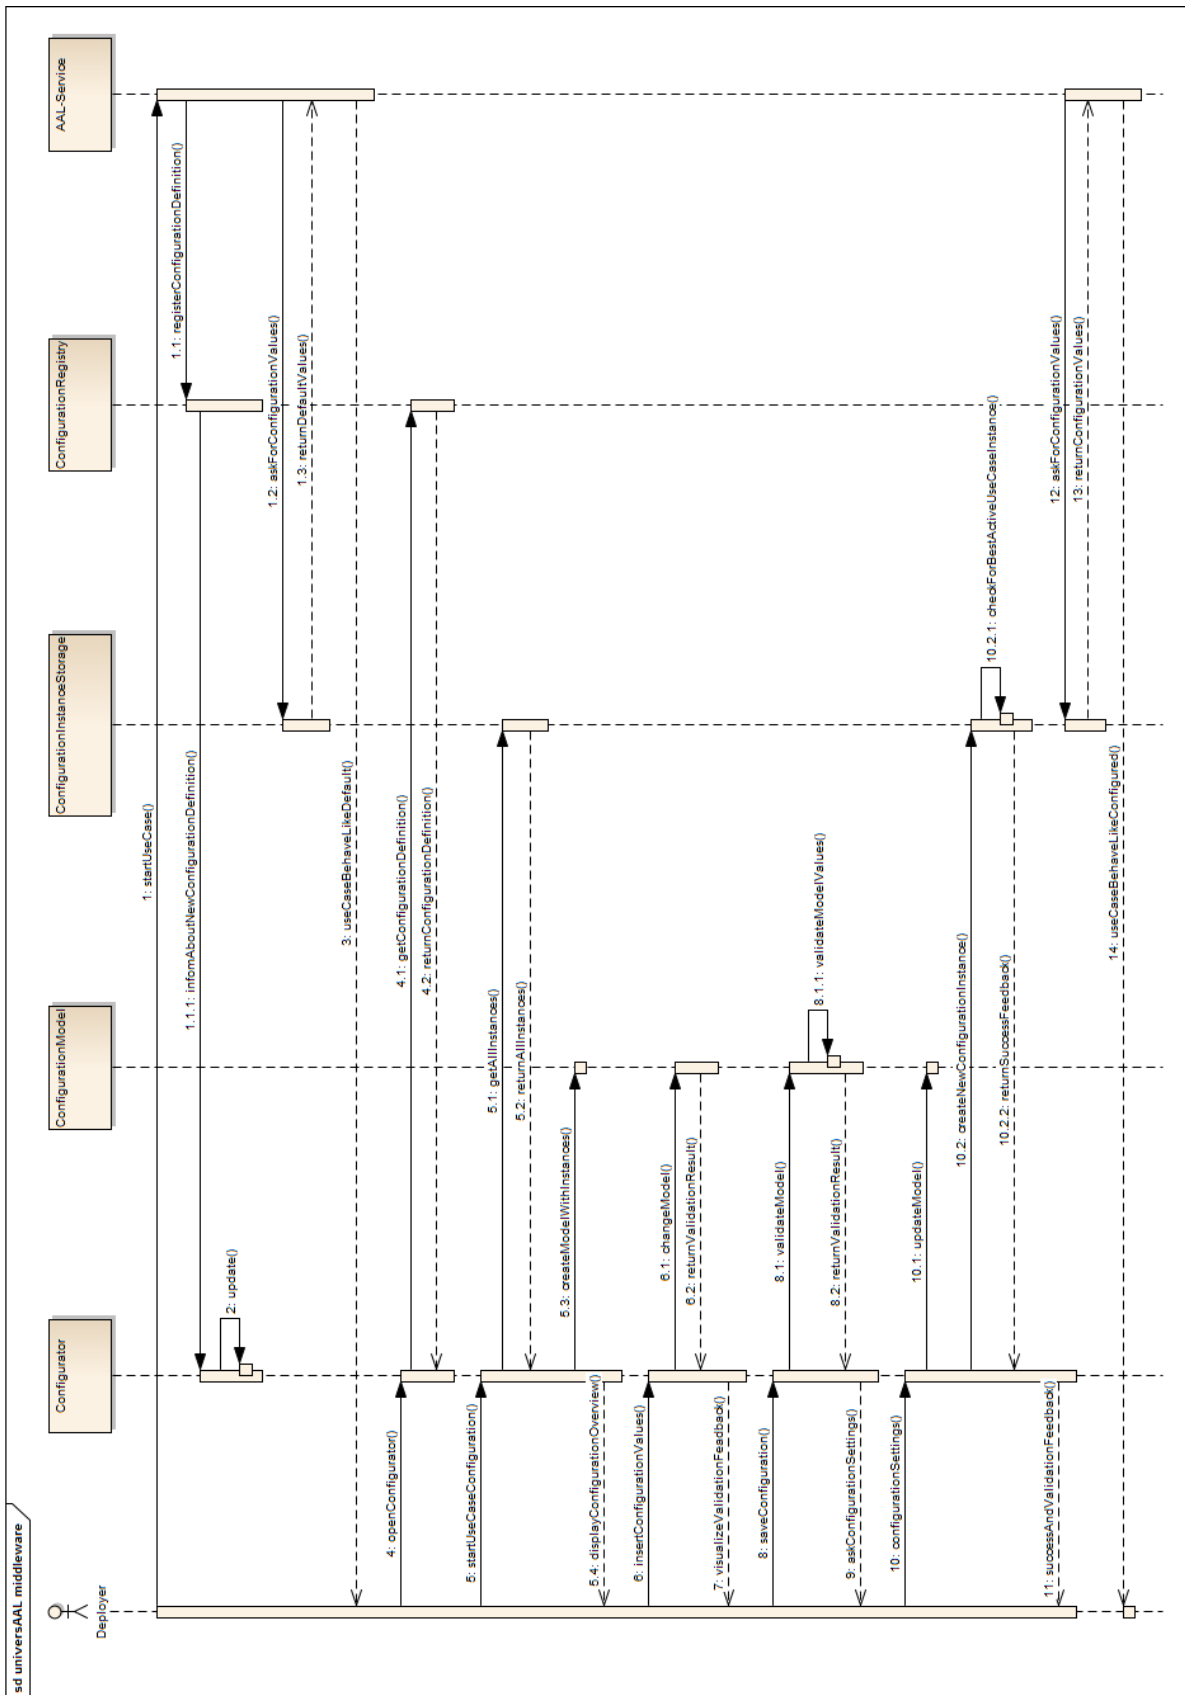 sd universAAL middleware
Deployer
Configurator
ConfigurationModel
ConfigurationInstanceStorage
ConfigurationRegistry
AAL-Service
1: startUseCase()
1.1: registerConfigurationDefinition()
1.1.1: infomAboutNewConfigurationDefinition()
2: update()
1.2: askForConfigurationValues()
1.3: returnDefaultValues()
3: useCaseBehaveLikeDefault()
4: openConfigurator()
4.1: getConfigurationDefinition()
4.2: returnConfigurationDefinition()
5: startUseCaseConfiguration()
5.1: getAllInstances()
5.2: returnAllInstances()
5.3: createModelWithInstances()
5.4: displayConfigurationOverview()
6: insertConfigurationValues()
6.1: changeModel()
6.2: returnValidationResult()
7: visualizeValidationFeadback()
8: saveConfiguration()
8.1: validateModel()
8.1.1: validateModelValues()
8.2: returnValidationResult()
9: askConfigurationSettings()
10: configurationSettings()
10.1: updateModel()
10.2: createNewConfigurationInstance()
10.2.1: checkForBestActiveUseCaseInstance()
10.2.2: returnSuccessFeedback()
11: successAndValidationFeedback()
12: askForConfigurationValues()
13: returnConfigurationValues()
14: useCaseBehaveLikeConfigured()